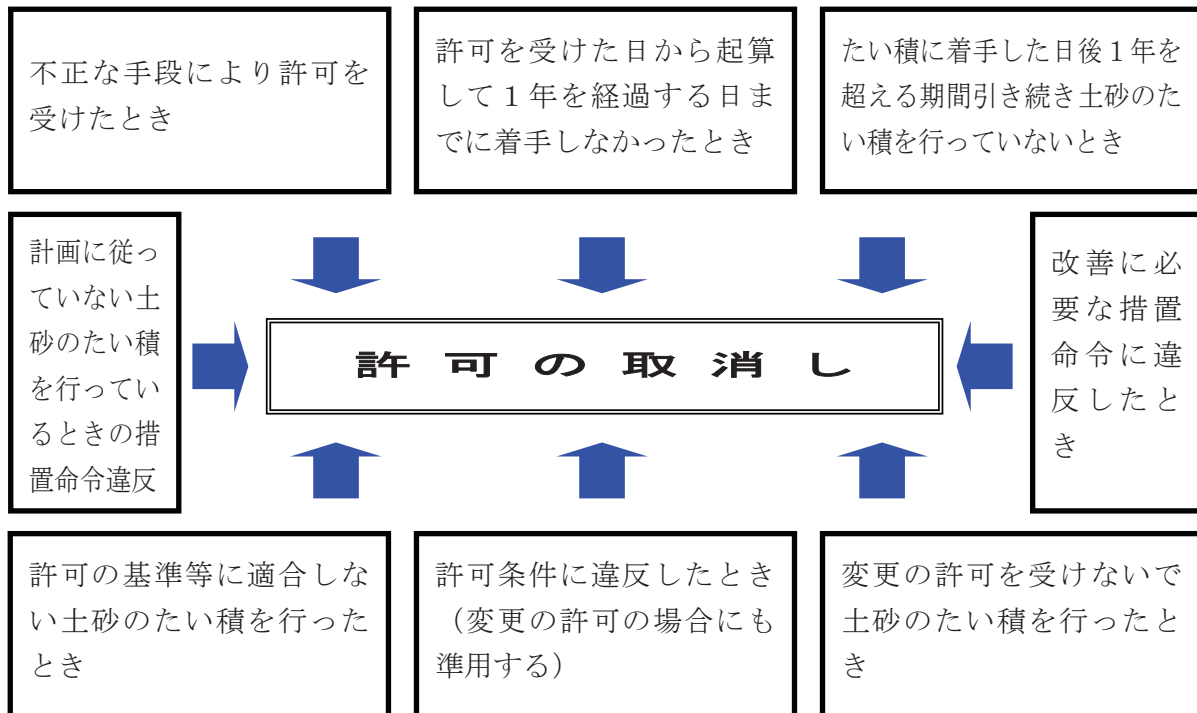 不正な手段により許可を
受けたとき
許可を受けた日から起算
して１年を経過する日ま
でに着手しなかったとき
たい積に着手した日後１年を
超える期間引き続き土砂のた
い積を行っていないとき
計画に従っ
ていない土
砂のたい積
を行ってい
るときの措
置命令違反
許可の取消し
改善に必
要な措置
命令に違
反したと
き
許可の基準等に適合しな
い土砂のたい積を行った
とき
許可条件に違反したとき
（変更の許可の場合にも
準用する）
変更の許可を受けないで
土砂のたい積を行ったと
き